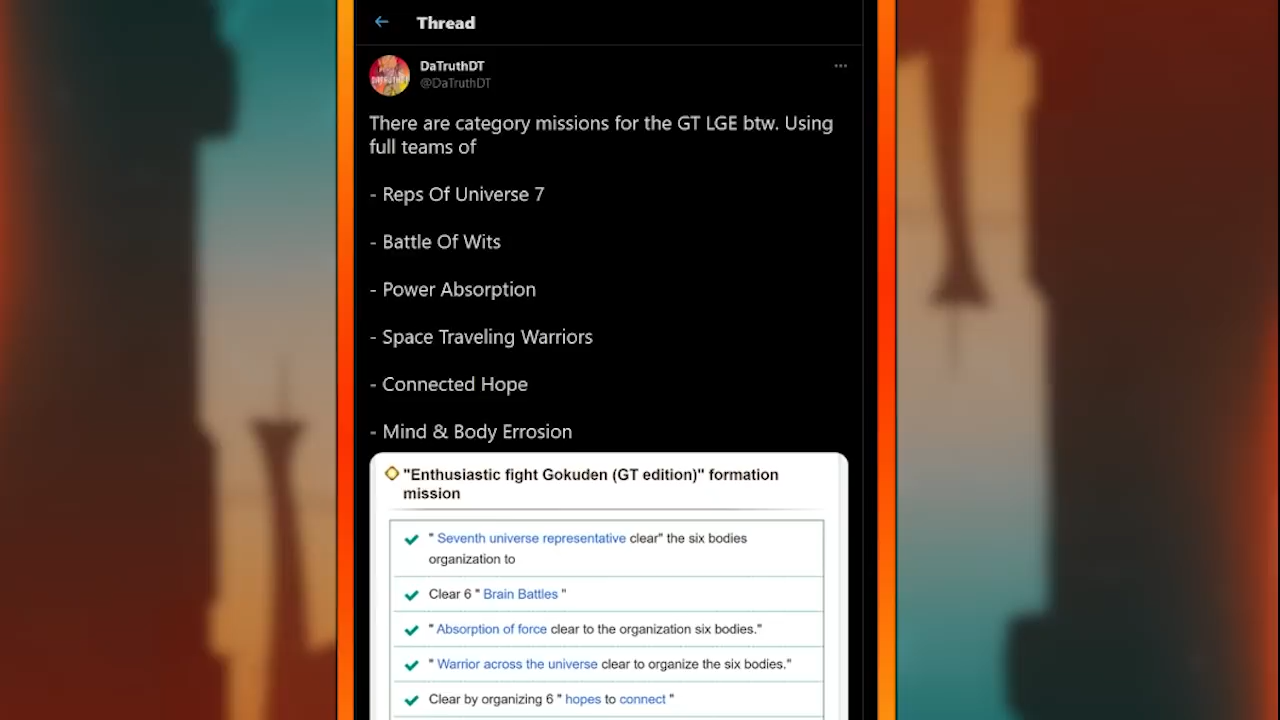 Thread
DaTruthDT
@DaTruthDT
There are category missions for the GT LGE btw. Using
full teams of
- Reps Of Universe 7
- Battle Of Wits
- Power Absorption
- Space Traveling Warriors
- Connected Hope
- Mind & Body Errosion
"Enthusiastic fight Gokuden (GT edition)" formation
mission
" Seventh universe representative clear" the six bodies
organization to
Clear 6 " Brain Battles "
" Absorption of force clear to the organization six bodies."
" Warrior across the universe clear to organize the six bodies."
Clear by organizing 6 " hopes to connect "